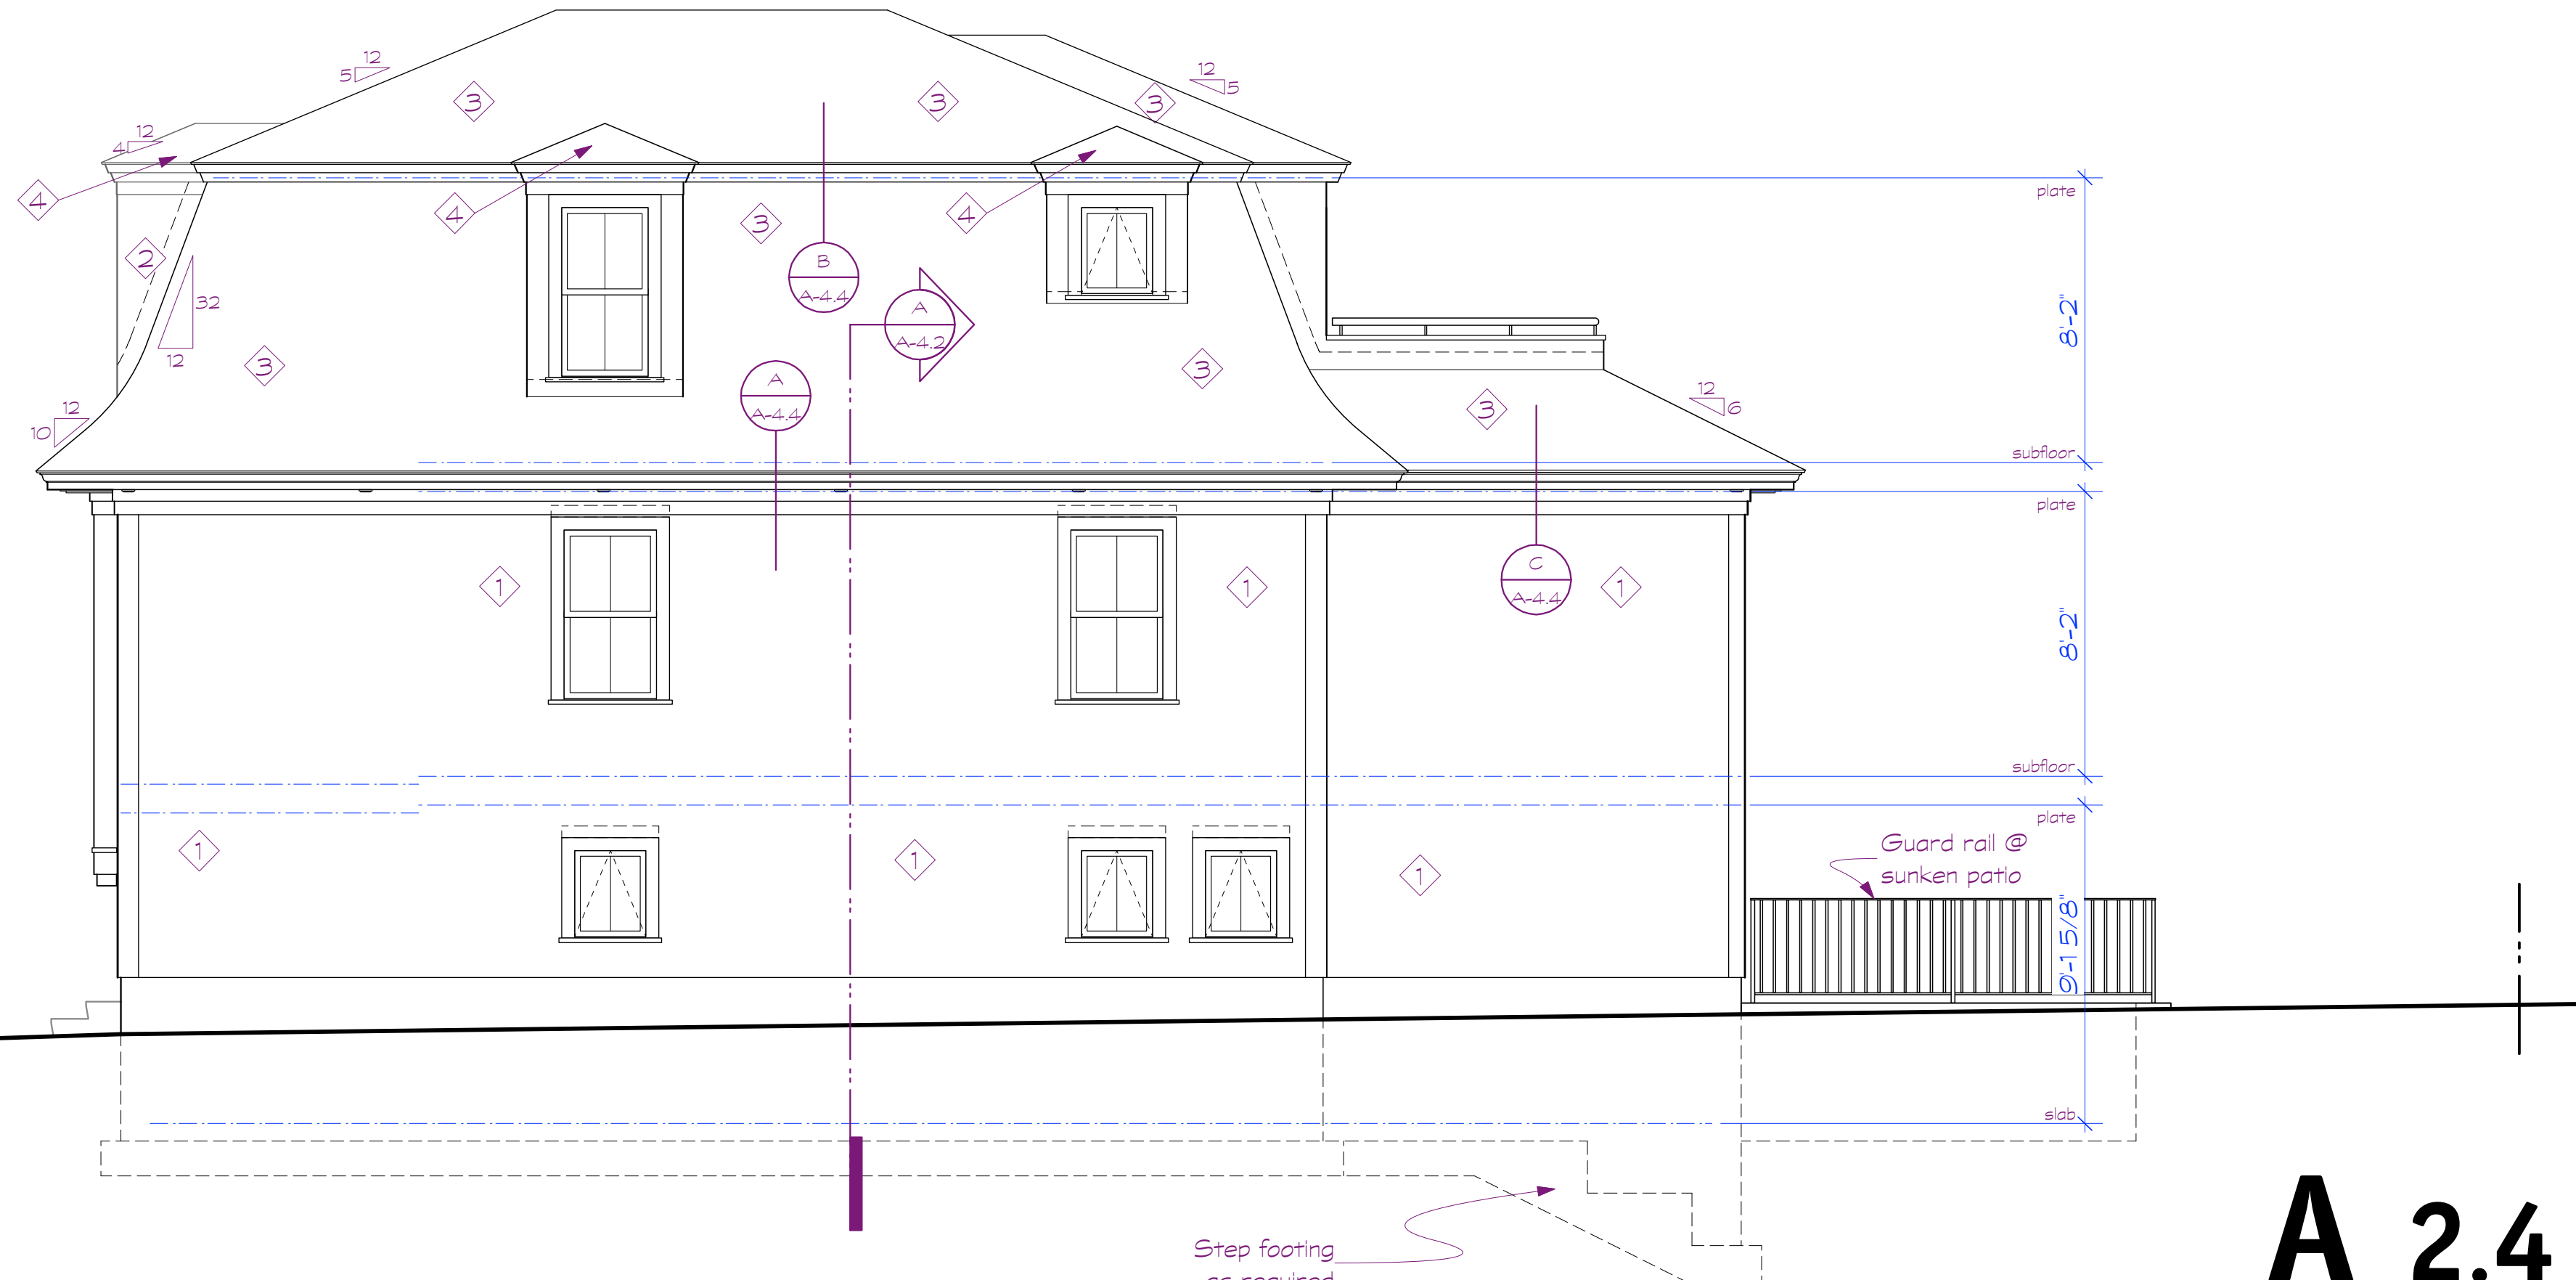 12
5
12
5
3
3
3
12
4
4
4
4
plate
3
2
B
A-4.4
32
12
A
A-4.2
8'-2"
3
3
A
A-4.4
12
10
3
12
6
subfloor
plate
1
1
C
A-4.4
1
8'-2"
subfloor
plate
1
1
1
Guard rail @
sunken patio
9'-1 5/8"
slab
Step footing
as required
A 2.4